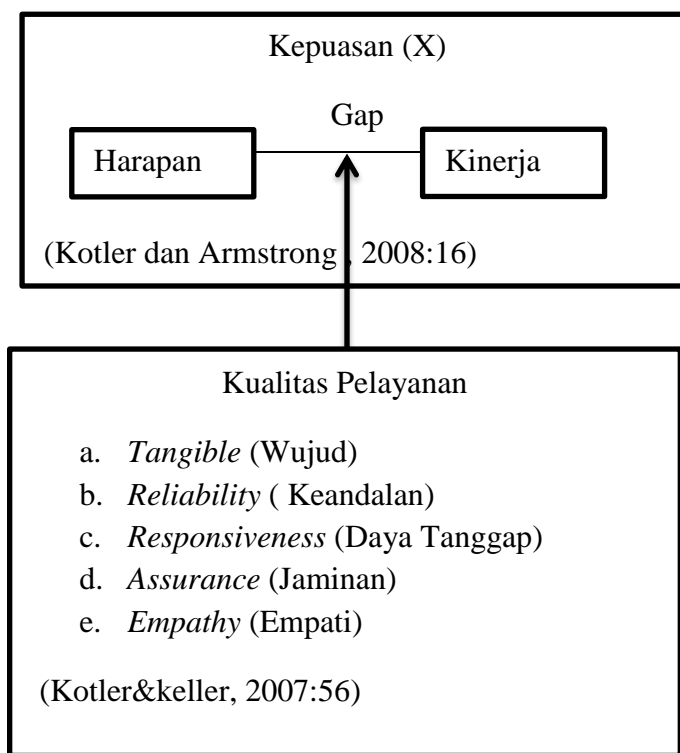 Kepuasan (X)
Gap
Harapan
Kinerja
(Kotler dan Armstrong , 2008:16)
Kualitas Pelayanan
a. Tangible (Wujud)
b. Reliability ( Keandalan)
c. Responsiveness (Daya Tanggap)
d. Assurance (Jaminan)
e. Empathy (Empati)
(Kotler&keller, 2007:56)